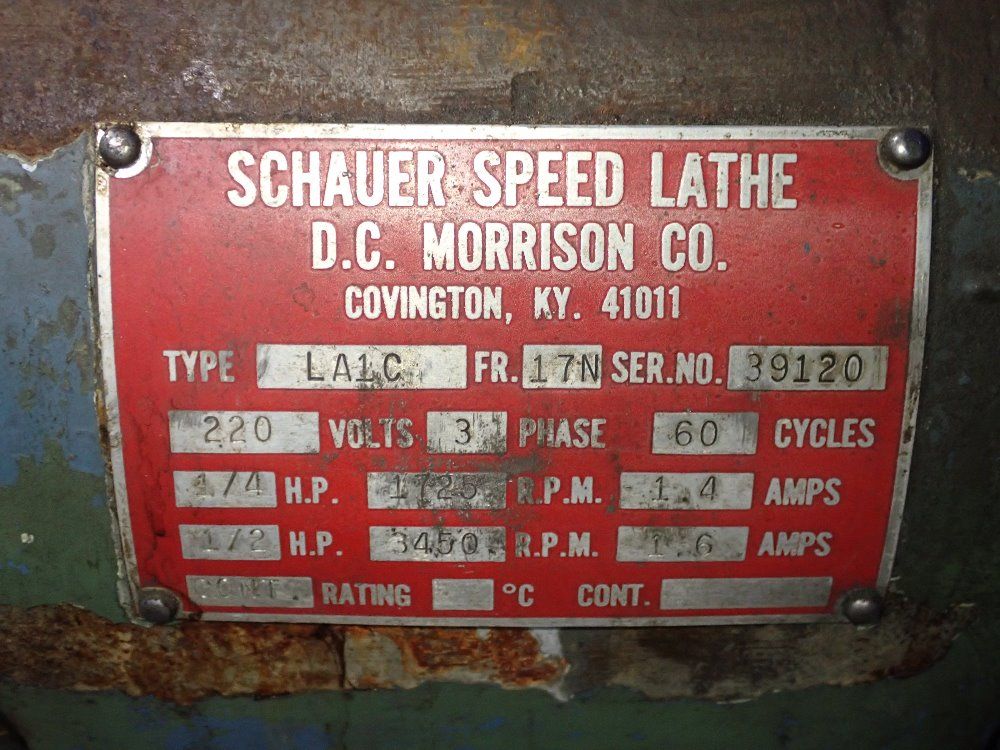 SCHAUER SPEED LATHE
D.C. MORRISON CO.
COVINGTON, KY. 41011
TYPE LA1C FR. 17N SER.NO. 39120
220 VOLTS 3 PHASE 60 CYCLES
1/4 H.P. 1725 R.P.M. 1.4 AMPS
1/2 H.P. 3450 R.P.M. 1.6 AMPS
CONT. RATING °C CONT.